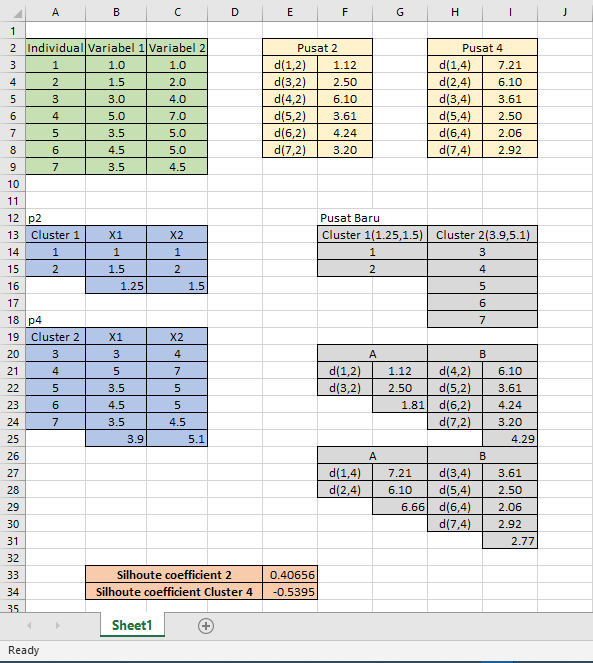 A B C D E F G H I J
1
2 Individual Variabel 1 Variabel 2 Pusat 2 Pusat 4
3 1 1.0 1.0 d(1,2) 1.12 d(1,4) 7.21
4 2 1.5 2.0 d(3,2) 2.50 d(2,4) 6.10
5 3 3.0 4.0 d(4,2) 6.10 d(3,4) 3.61
6 4 5.0 7.0 d(5,2) 3.61 d(5,4) 2.50
7 5 3.5 5.0 d(6,2) 4.24 d(6,4) 2.06
8 6 4.5 5.0 d(7,2) 3.20 d(7,4) 2.92
9 7 3.5 4.5
10
11
12 p2 Pusat Baru
13 Cluster 1 X1 X2 Cluster 1(1.25,1.5) Cluster 2(3.9,5.1)
14 1 1 1 1 3
15 2 1.5 2 2 4
16 1.25 1.5 5
17 6
18 p4 7
19 Cluster 2 X1 X2
20 3 3 4 A B
21 4 5 7 d(1,2) 1.12 d(4,2) 6.10
22 5 3.5 5 d(3,2) 2.50 d(5,2) 3.61
23 6 4.5 5 1.81 d(6,2) 4.24
24 7 3.5 4.5 d(7,2) 3.20
25 3.9 5.1 4.29
26 A B
27 d(1,4) 7.21 d(3,4) 3.61
28 d(2,4) 6.10 d(5,4) 2.50
29 6.66 d(6,4) 2.06
30 d(7,4) 2.92
31 2.77
32
33 Silhoute coefficient 2 0.40656
34 Silhoute coefficient Cluster 4 -0.5395
35
Sheet1
Ready